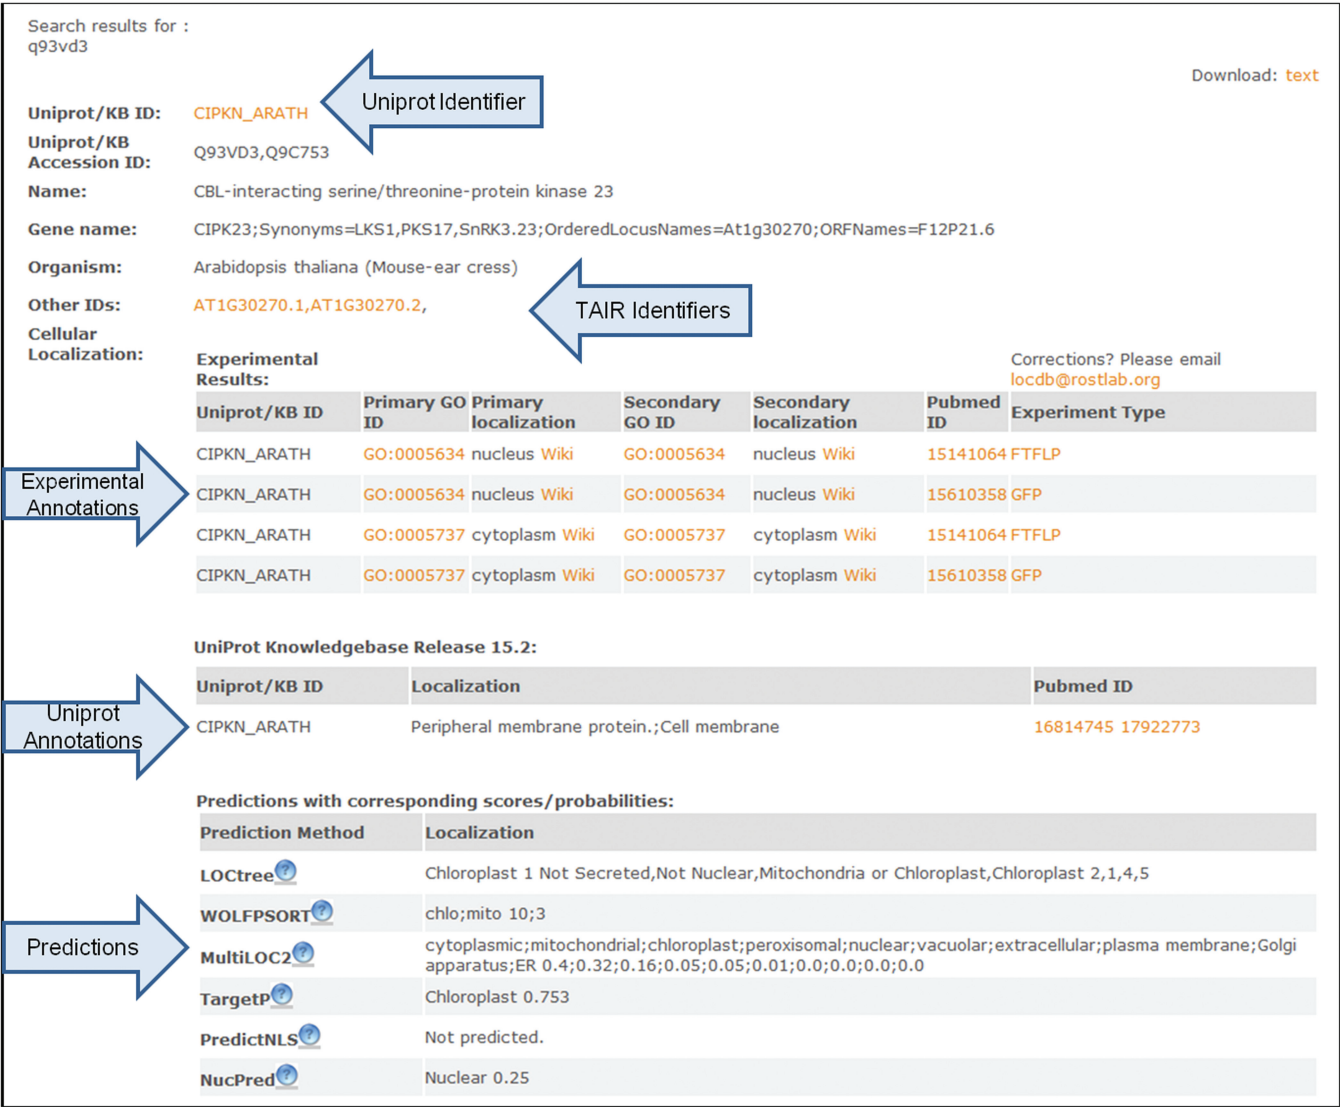 Search results for :
q93vd3
Download: text
Uniprot Identifier
Uniprot/KB ID: CIPKN_ARATH
Uniprot/KB
Accession ID: Q93VD3,Q9C753
Name: CBL-interacting serine/threonine-protein kinase 23
Gene name: CIPK23;Synonyms=LKS1,PKS17,SnRK3.23;OrderedLocusNames=At1g30270;ORFNames=F12P21.6
Organism: Arabidopsis thaliana (Mouse-ear cress)
Other IDs: AT1G30270.1,AT1G30270.2,
TAIR Identifiers
Cellular
Localization:
Experimental
Results:
Corrections? Please email
locdb@rostlab.org
Uniprot/KB ID Primary GO ID Primary localization Secondary GO ID Secondary localization Pubmed ID Experiment Type
CIPKN_ARATH GO:0005634 nucleus Wiki GO:0005634 nucleus Wiki 15141064 FTFLP
Experimental
Annotations
CIPKN_ARATH GO:0005634 nucleus Wiki GO:0005634 nucleus Wiki 15610358 GFP
CIPKN_ARATH GO:0005737 cytoplasm Wiki GO:0005737 cytoplasm Wiki 15141064 FTFLP
CIPKN_ARATH GO:0005737 cytoplasm Wiki GO:0005737 cytoplasm Wiki 15610358 GFP
UniProt Knowledgebase Release 15.2:
Uniprot/KB ID Localization Pubmed ID
Uniprot
Annotations
CIPKN_ARATH Peripheral membrane protein.;Cell membrane 16814745 17922773
Predictions with corresponding scores/probabilities:
Prediction Method Localization
LOCtree? Chloroplast 1 Not Secreted,Not Nuclear,Mitochondria or Chloroplast,Chloroplast 2,1,4,5
WOLFPSORT? chlo;mito 10;3
Predictions
MultiLOC2? cytoplasmic;mitochondrial;chloroplast;peroxisomal;nuclear;vacuolar;extracellular;plasma membrane;Golgi
apparatus;ER 0.4;0.32;0.16;0.05;0.05;0.01;0.0;0.0;0.0;0.0
TargetP? Chloroplast 0.753
PredictNLS? Not predicted.
NucPred? Nuclear 0.25